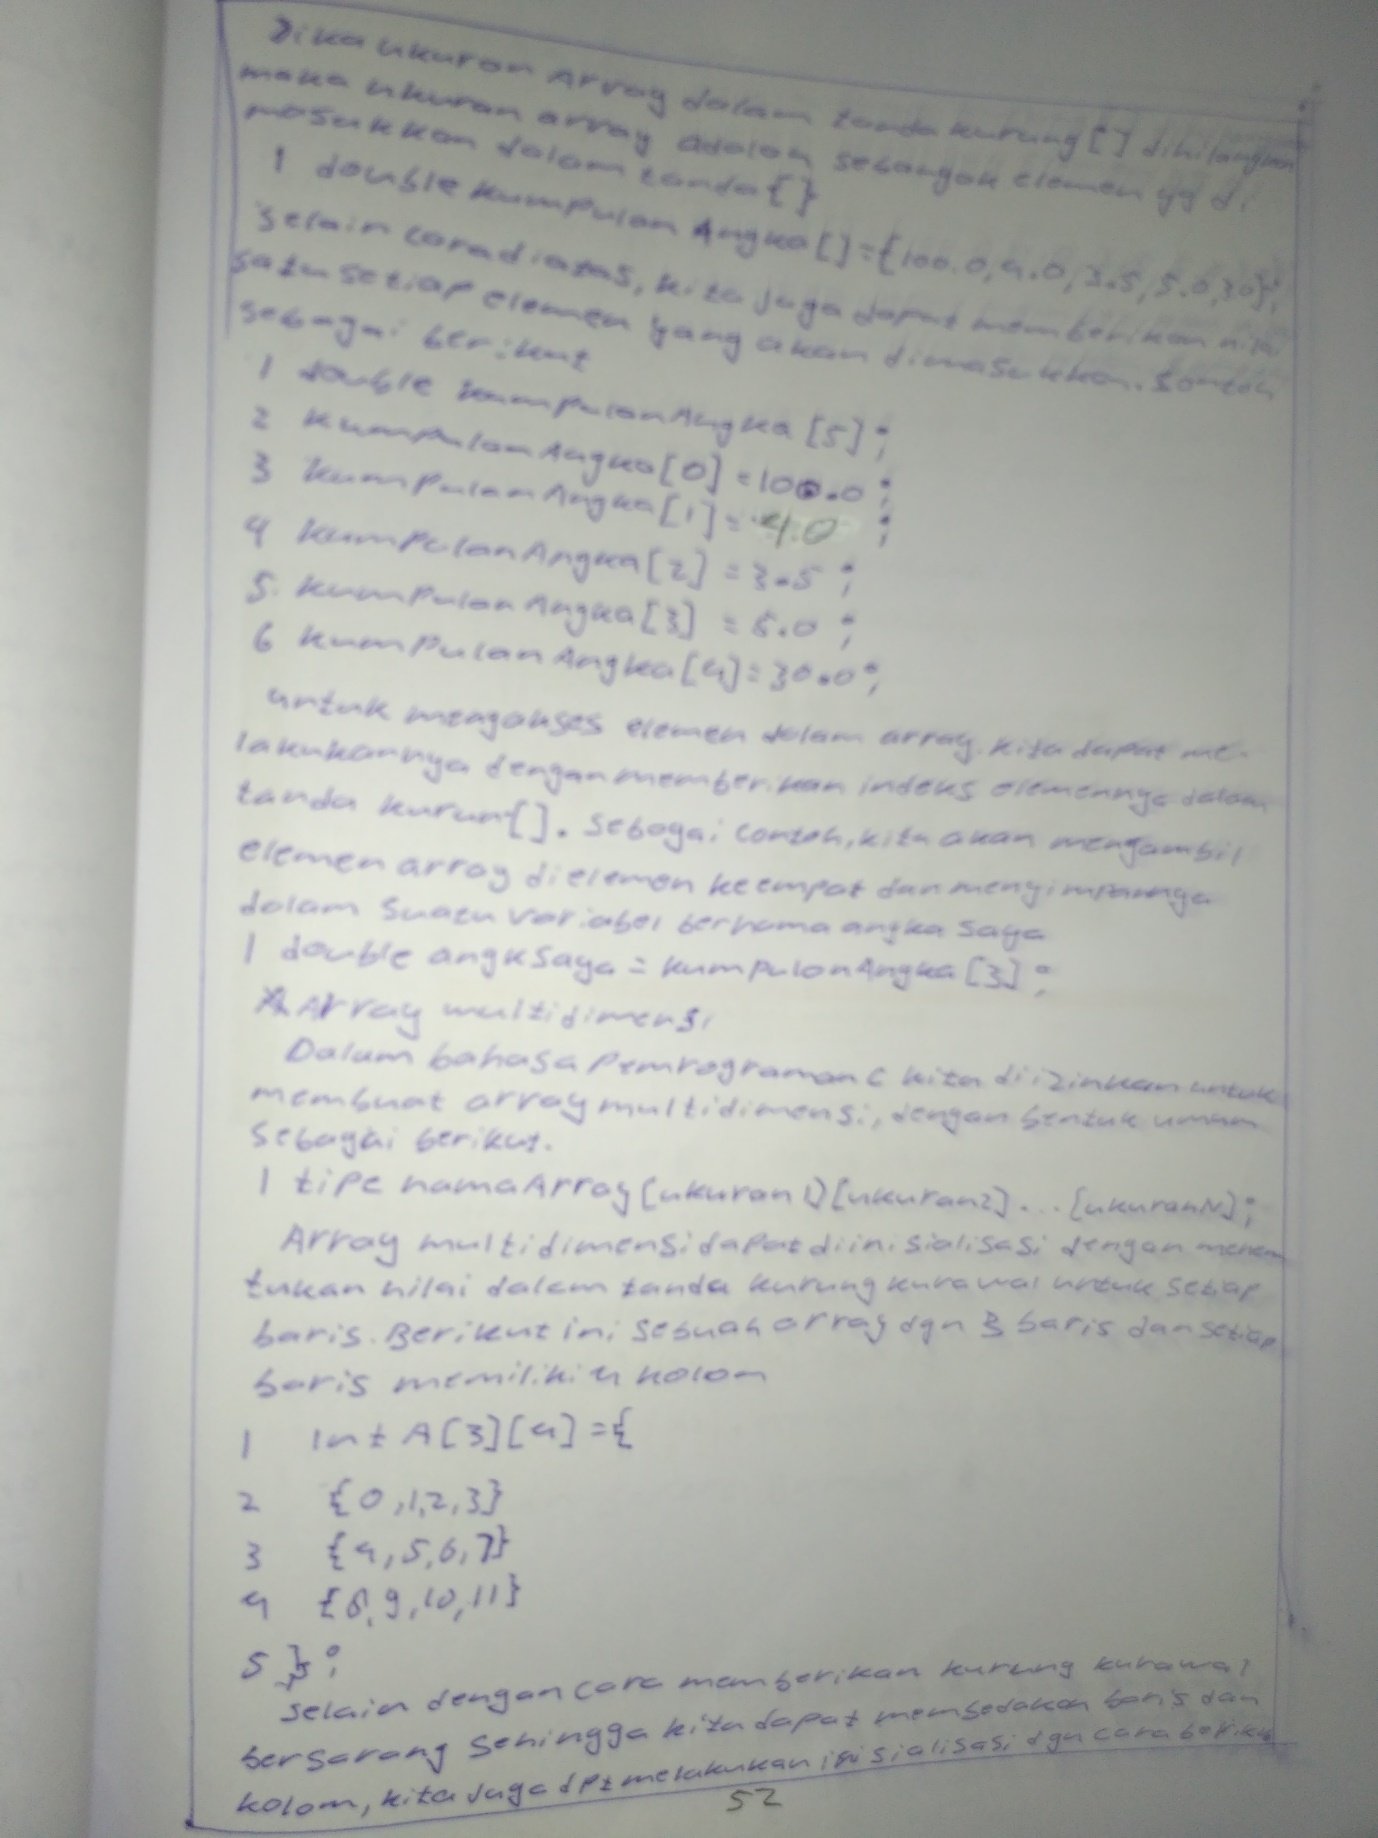 Jika ukuran Array dalam tanda kurung [] dihilangkan
maka ukuran array adalah sebanyak elemen yg di
masukkan dalam tanda {}
1 double kumpulan Angka []={100.0, 4.0, 3.5, 5.0, 30};
Selain cara diatas, kita juga dapat memberikan nilai
satu setiap elemen yang akan dimasukkan. Contoh
sebagai berikut
1 double kumpulanAngka [5];
2 kumpulanAngka[0]=100.0;
3 kumpulanAngka[1]=4.0;
4 kumpulanAngka[2]=3.5;
5. kumpulanAngka[3] =5.0;
6 kumpulanAngka[4]=30.0;
untuk mengakses elemen dalam array. kita dapat me-
lakukannya dengan memberikan indeks elemennya dalam
tanda kurun[]. Sebagai contoh, kita akan mengambil
elemen array di elemen keempat dan menyimpannya
dalam suatu variabel bernama angka saya
1 double angkSaya = kumpulanAngka[3];
Array multidimensi
Dalam bahasa Pemrograman C kita diizinkan untuk
membuat array multidimensi, dengan bentuk umum
sebagai berikut.
1 tipe namaArray[ukuran1][ukuran2]...[ukuranN];
Array multidimensi dapat diinisialisasi dengan menen
tukan nilai dalam tanda kurung kurawal untuk setiap
baris. Berikut ini sebuah array dgn 3 baris dan setiap
baris memiliki 4 kolom
1 int A[3][4]={
2 {0,1,2,3}
3 {4,5,6,7}
4 {8,9,10,11}
5 };
selain dengan cara memberikan kurung kurawal
bersarang sehingga kita dapat membedakan baris dan
kolom, kita juga dpt melakukan inisialisasi dgn cara berikut
52